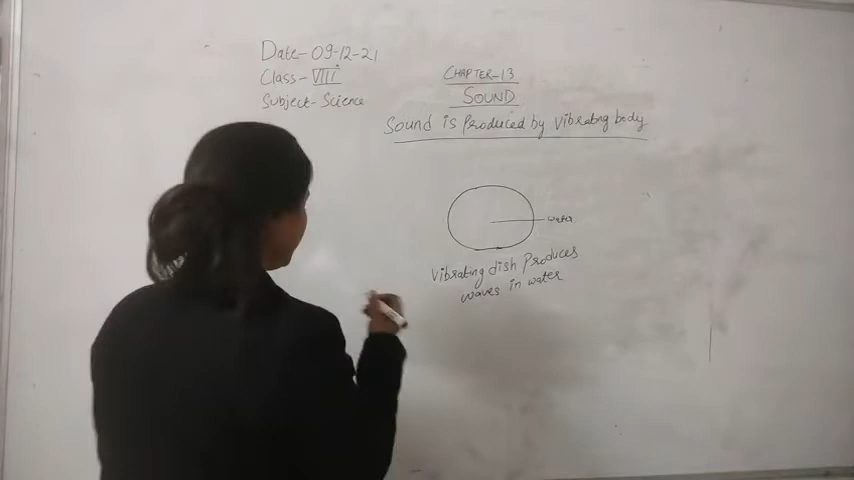 Date- 09-12-21
Class- VIII
Subject- Science
CHAPTER-13
SOUND
Sound is Produced by Vibrating body
water
Vibrating dish Produces
waves in water